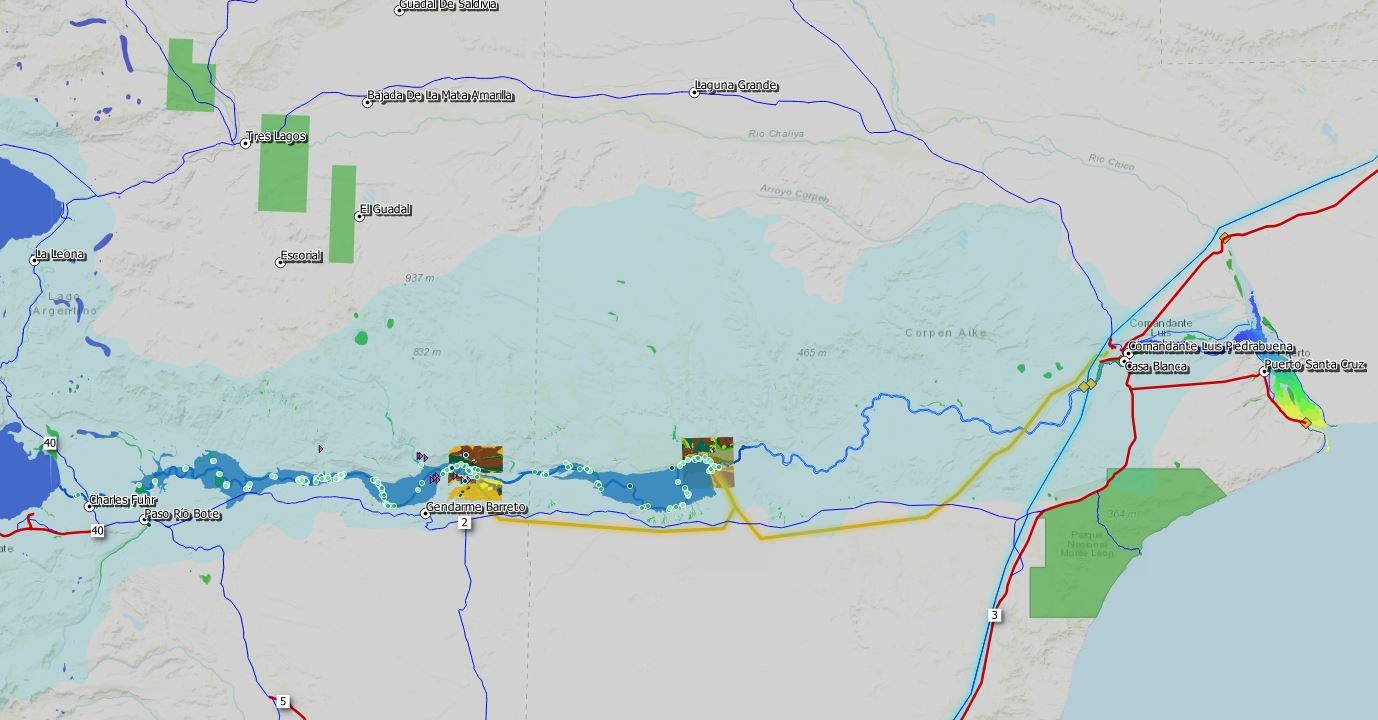 Guadal De Saldivia
Bajada De La Mata Amarilla
Laguna Grande
Tres Lagos
Rio Chaliya
Rio Chico
Arroyo Corpen
El Guadal
La Leona
Escorial
937 m
Lago
Argentino
Comandante
Luis
Corpen Aike
832 m
465 m
Comandante Luis Piedrabuena
Casa Blanca
Puerto Santa Cruz
40
Charles Fuhr
Paso Río Bote
Gendarme Barreto
2
40
364 m
Parque
Nacional
Monte León
3
5